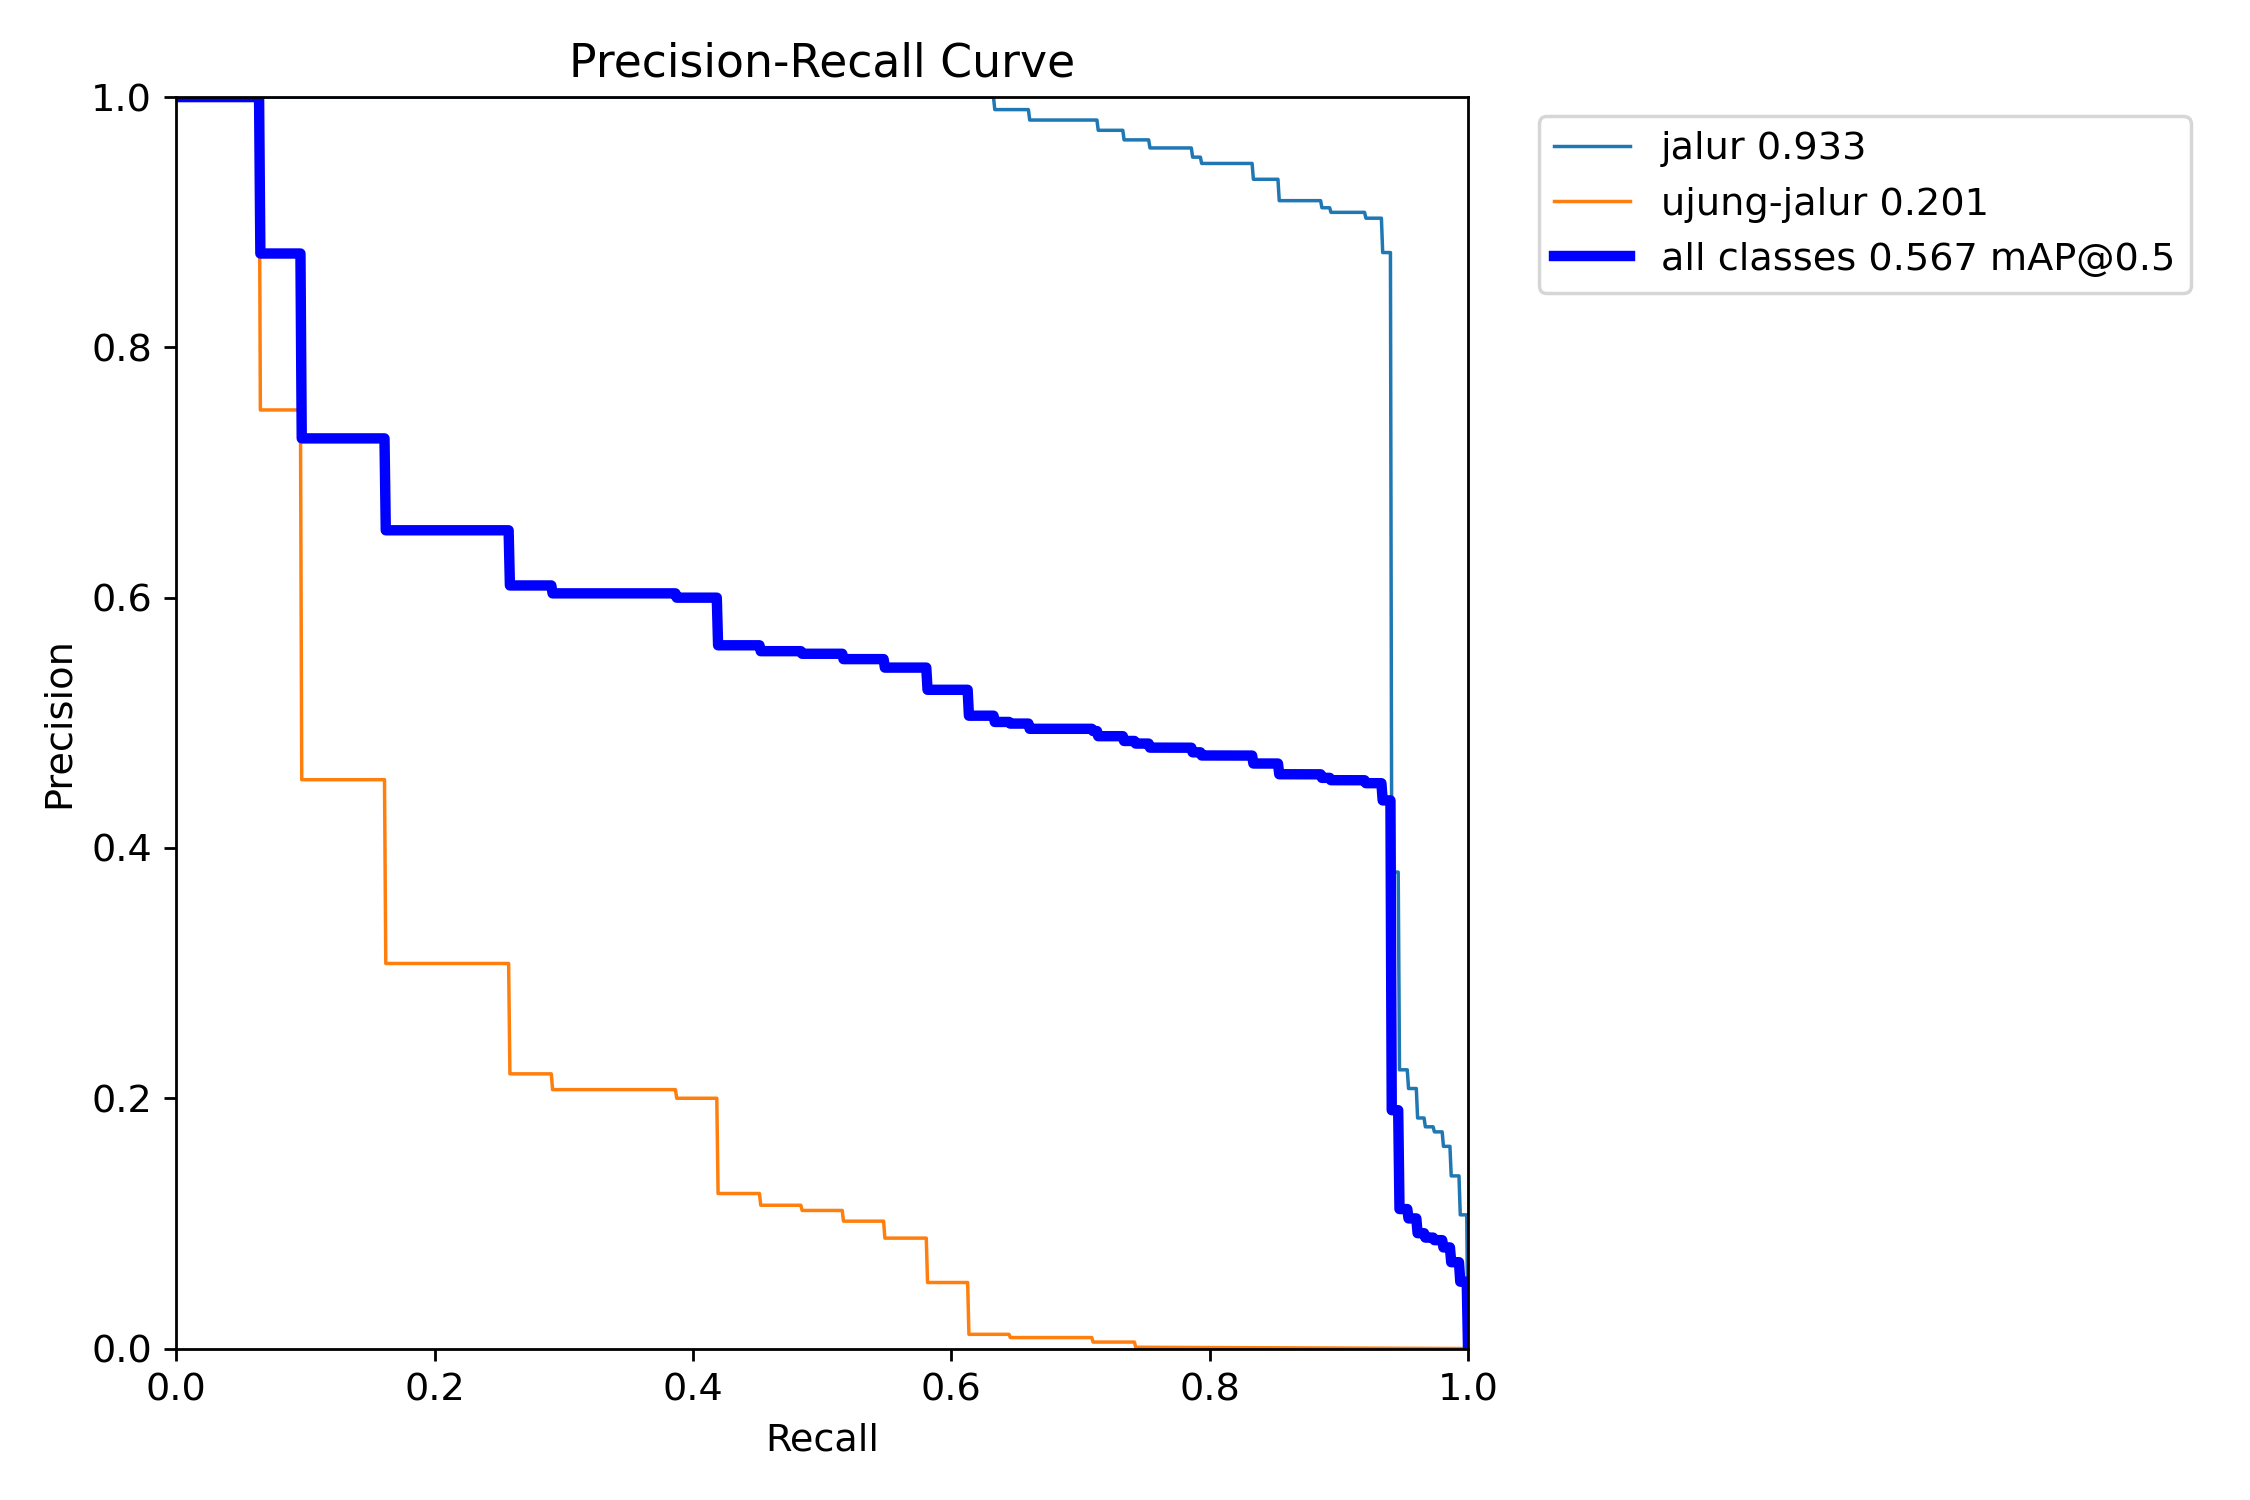 Precision-Recall Curve
jalur 0.933
ujung-jalur 0.201
all classes 0.567 mAP@0.5
Precision
1.0
0.8
0.6
0.4
0.2
0.0
0.0 0.2 0.4 0.6 0.8 1.0
Recall